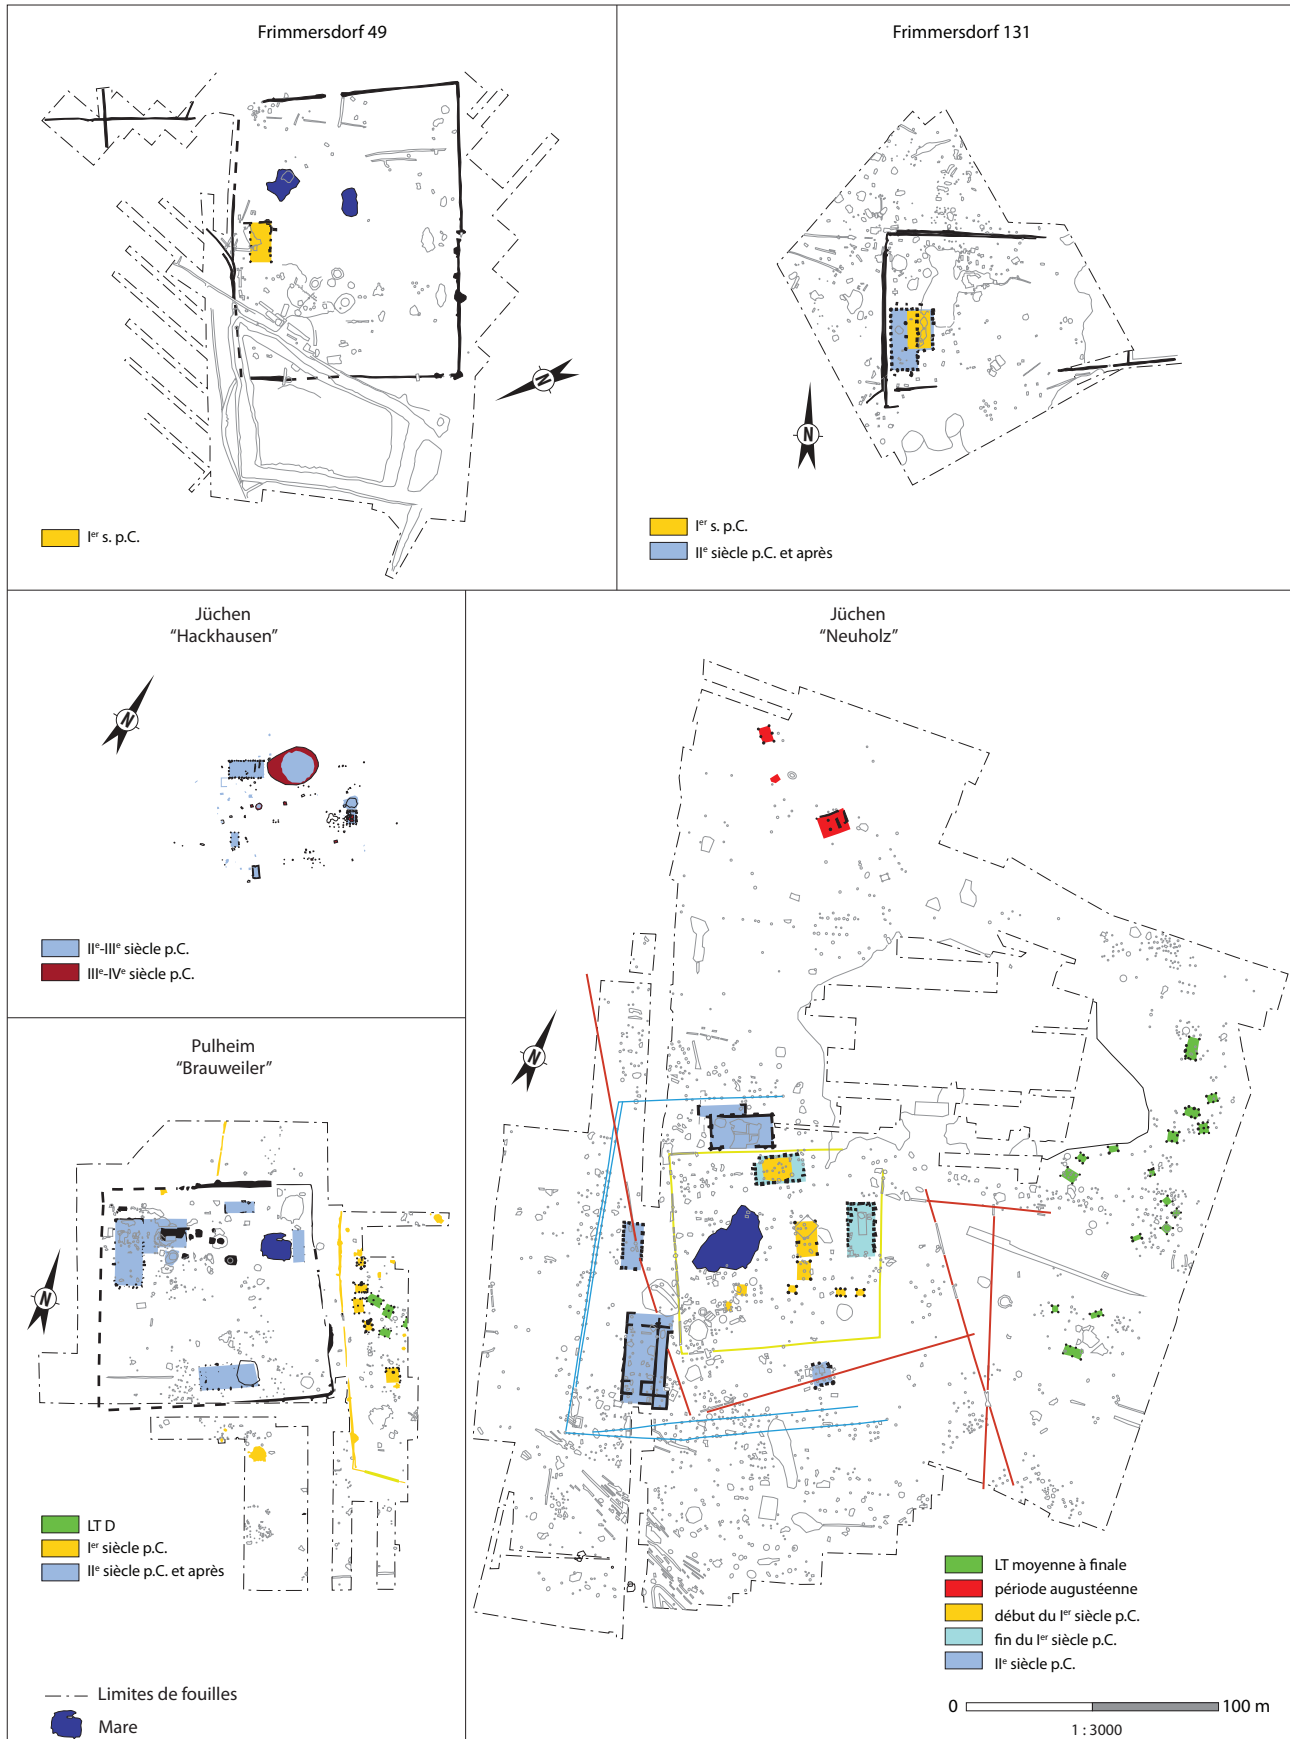 Frimmersdorf 49
N
Iᵉʳ s. p.C.
Frimmersdorf 131
N
Iᵉʳ s. p.C.
IIᵉ siècle p.C. et après
Jüchen
"Hackhausen"
N
IIᵉ-IIIᵉ siècle p.C.
IIIᵉ-IVᵉ siècle p.C.
Jüchen
"Neuholz"
N
LT moyenne à finale
période augustéenne
début du Iᵉʳ siècle p.C.
fin du Iᵉʳ siècle p.C.
IIᵉ siècle p.C.
0 100 m
1 : 3000
Pulheim
"Brauweiler"
N
LT D
Iᵉʳ siècle p.C.
IIᵉ siècle p.C. et après
Limites de fouilles
Mare